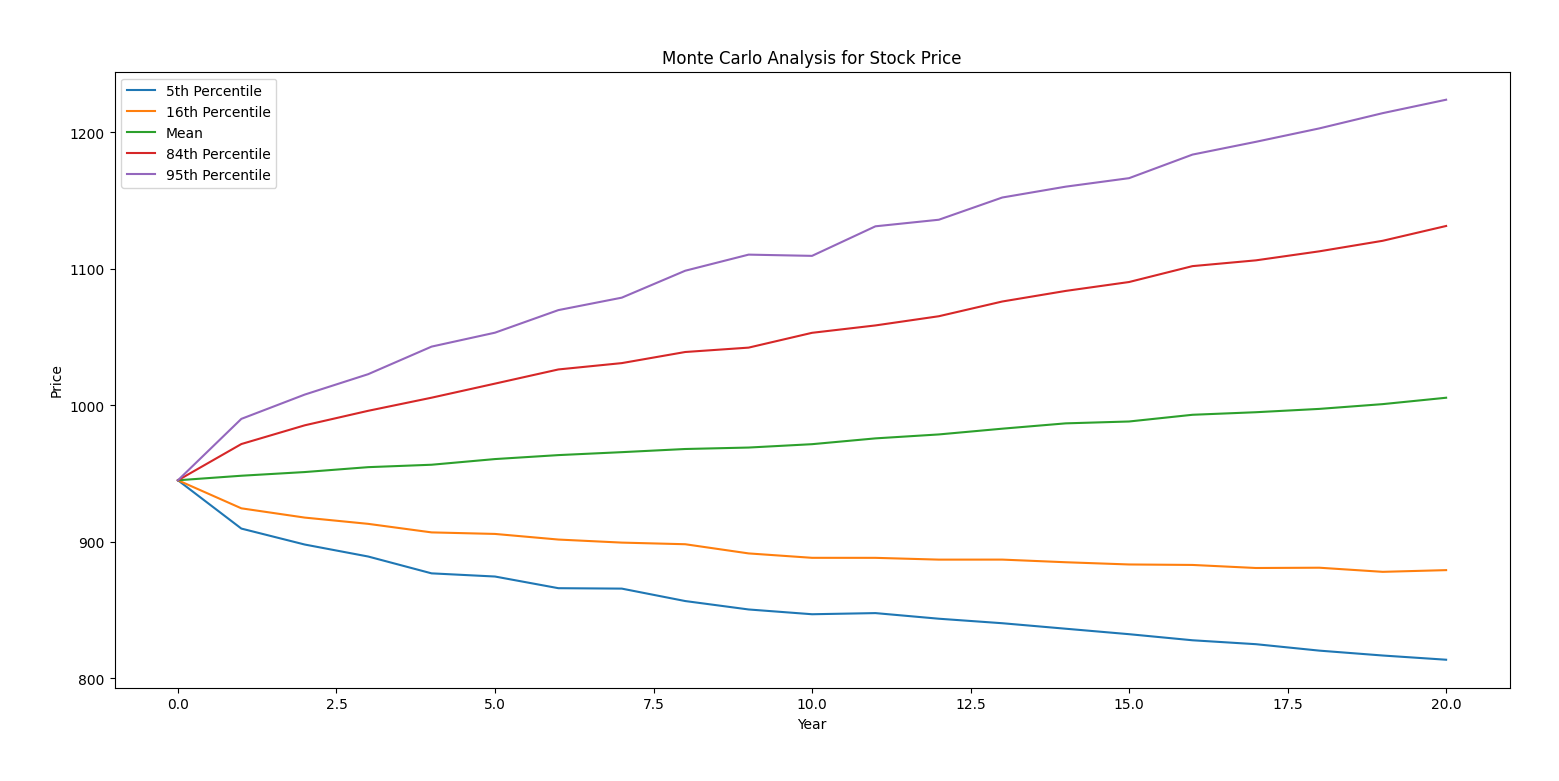 Monte Carlo Analysis for Stock Price
5th Percentile
16th Percentile
Mean
84th Percentile
95th Percentile
Price
1200
1100
1000
900
800
0.0 2.5 5.0 7.5 10.0 12.5 15.0 17.5 20.0
Year